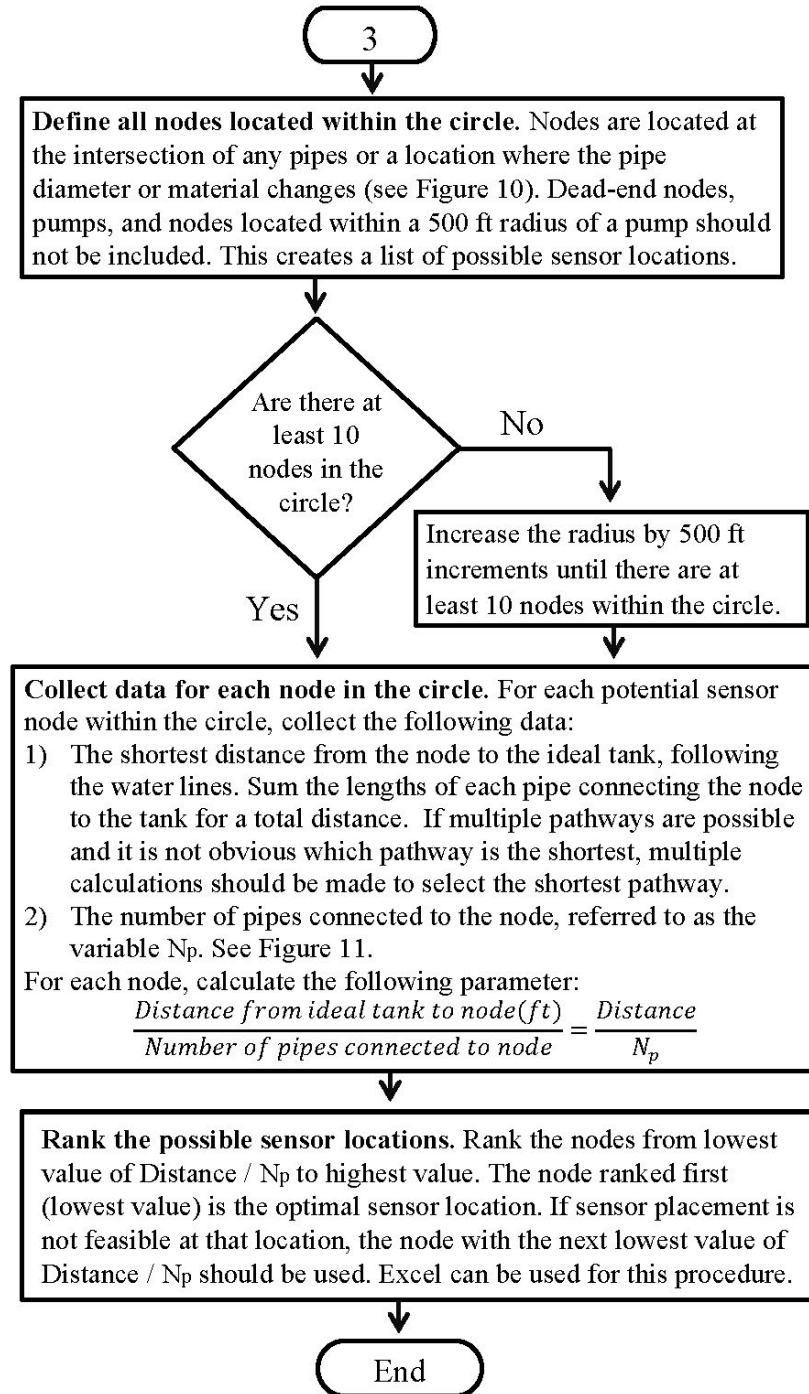 3
Define all nodes located within the circle. Nodes are located at
the intersection of any pipes or a location where the pipe
diameter or material changes (see Figure 10). Dead-end nodes,
pumps, and nodes located within a 500 ft radius of a pump should
not be included. This creates a list of possible sensor locations.
Are there at
least 10
nodes in the
circle?
No
Increase the radius by 500 ft
increments until there are at
least 10 nodes within the circle.
Yes
Collect data for each node in the circle. For each potential sensor
node within the circle, collect the following data:
1) The shortest distance from the node to the ideal tank, following
the water lines. Sum the lengths of each pipe connecting the node
to the tank for a total distance. If multiple pathways are possible
and it is not obvious which pathway is the shortest, multiple
calculations should be made to select the shortest pathway.
2) The number of pipes connected to the node, referred to as the
variable Np. See Figure 11.
For each node, calculate the following parameter:
Distance from ideal tank to node(ft) / Number of pipes connected to node = Distance / Np
Rank the possible sensor locations. Rank the nodes from lowest
value of Distance / Np to highest value. The node ranked first
(lowest value) is the optimal sensor location. If sensor placement is
not feasible at that location, the node with the next lowest value of
Distance / Np should be used. Excel can be used for this procedure.
End